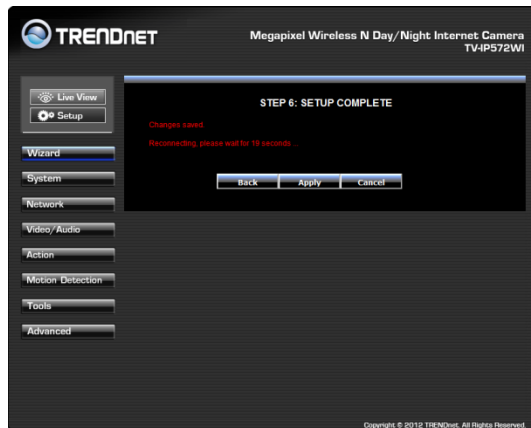 TRENDNET
Megapixel Wireless N Day/Night Internet Camera
TV-IP572WI
Live View
Setup
STEP 6: SETUP COMPLETE
Changes saved.
Reconnecting, please wait for 19 seconds...
Back
Apply
Cancel
Wizard
System
Network
Video/Audio
Action
Motion Detection
Tools
Advanced
Copyright © 2012 TRENDnet. All Rights Reserved.